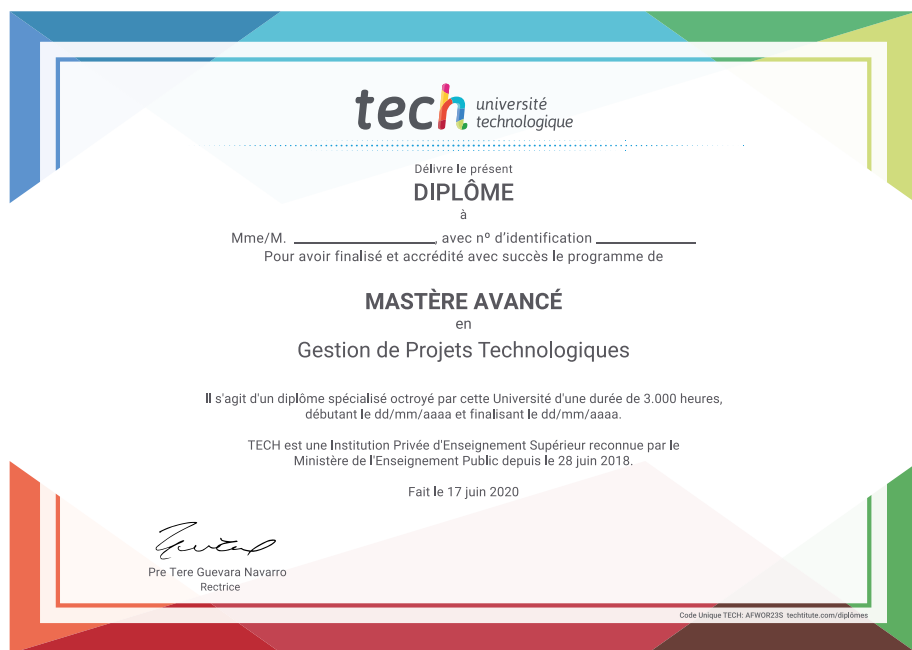 tech université
technologique
Délivre le présent
DIPLÔME
à
Mme/M. ____________, avec nº d'identification ____________
Pour avoir finalisé et accrédité avec succès le programme de
MASTÈRE AVANCÉ
en
Gestion de Projets Technologiques
Il s'agit d'un diplôme spécialisé octroyé par cette Université d'une durée de 3.000 heures,
débutant le dd/mm/aaaa et finalisant le dd/mm/aaaa.
TECH est une Institution Privée d'Enseignement Supérieur reconnue par le
Ministère de l'Enseignement Public depuis le 28 juin 2018.
Fait le 17 juin 2020
Pre Tere Guevara Navarro
Rectrice
Code Unique TECH: AFWOR23S techtitute.com/diplômes